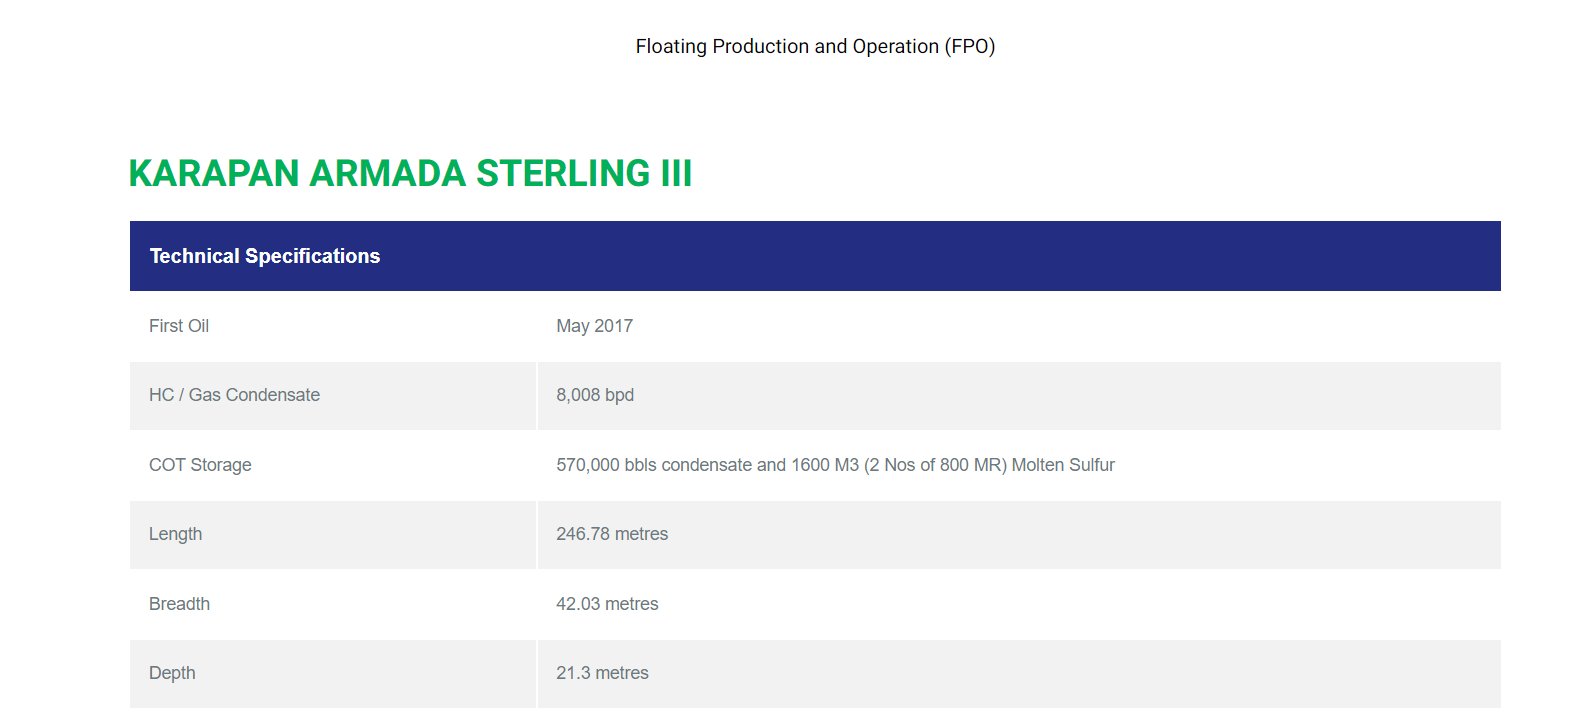 Floating Production and Operation (FPO)
KARAPAN ARMADA STERLING III
Technical Specifications
First Oil May 2017
HC / Gas Condensate 8,008 bpd
COT Storage 570,000 bbls condensate and 1600 M3 (2 Nos of 800 MR) Molten Sulfur
Length 246.78 metres
Breadth 42.03 metres
Depth 21.3 metres